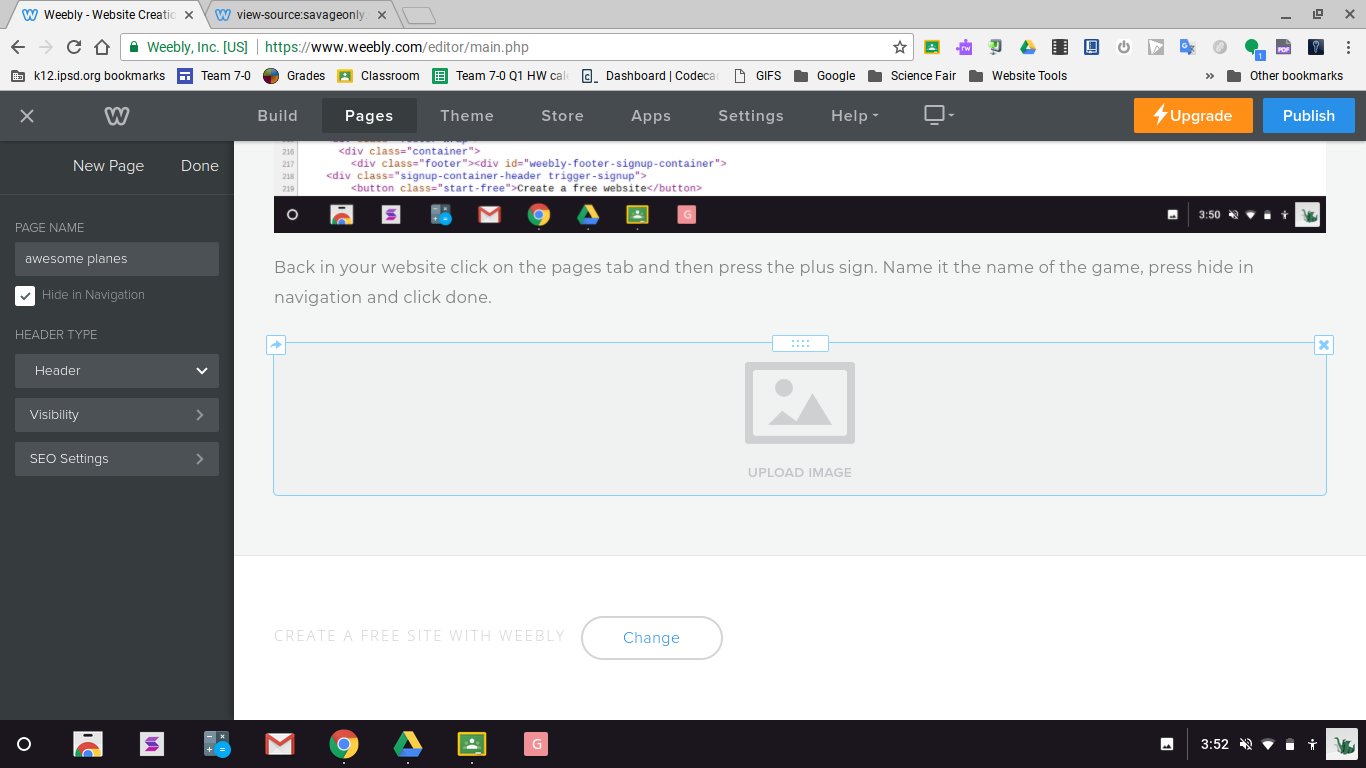 Weebly - Website Creatic
view-source:savageonly
Weebly, Inc. [US] https://www.weebly.com/editor/main.php
k12.ipsd.org bookmarks Team 7-0 Grades Classroom Team 7-0 Q1 HW cal Dashboard | Codeca GIFS Google Science Fair Website Tools » Other bookmarks
Build Pages Theme Store Apps Settings Help Upgrade Publish
New Page Done
PAGE NAME
awesome planes
Hide in Navigation
HEADER TYPE
Header
Visibility
SEO Settings
216 <div class="container">
217 <div class="footer"><div id="weebly-footer-signup-container">
218 <div class="signup-container-header trigger-signup">
219 <button class="start-free">Create a free website</button>
G 3:50
Back in your website click on the pages tab and then press the plus sign. Name it the name of the game, press hide in
navigation and click done.
UPLOAD IMAGE
CREATE A FREE SITE WITH WEEBLY Change
G 3:52